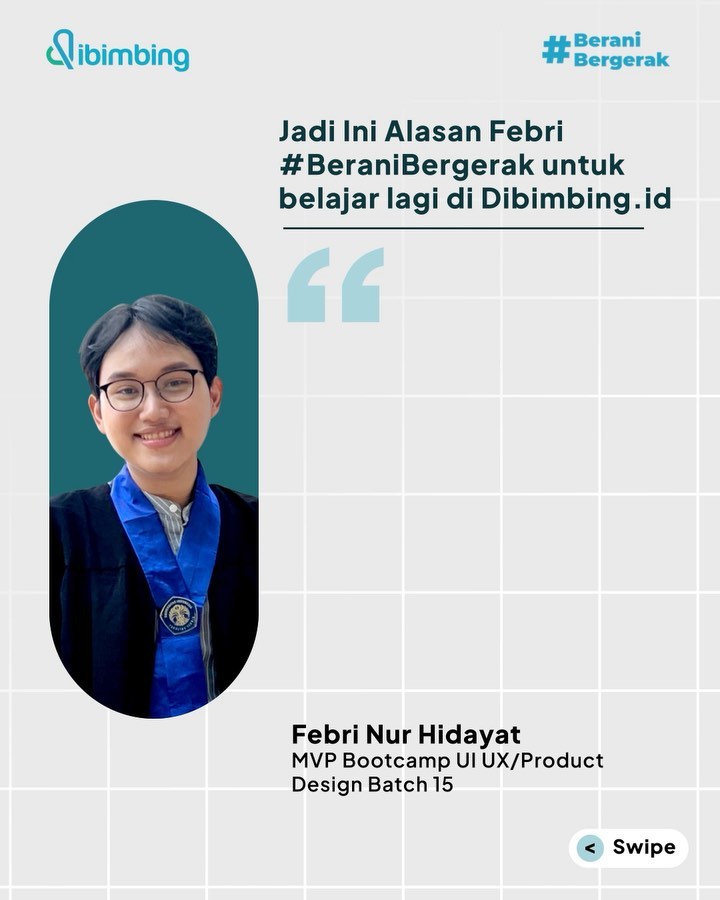 Dibimbing
#Berani
Bergerak
Jadi Ini Alasan Febri
#BeraniBergerak untuk
belajar lagi di Dibimbing.id
“
Febri Nur Hidayat
MVP Bootcamp UI UX/Product
Design Batch 15
< Swipe